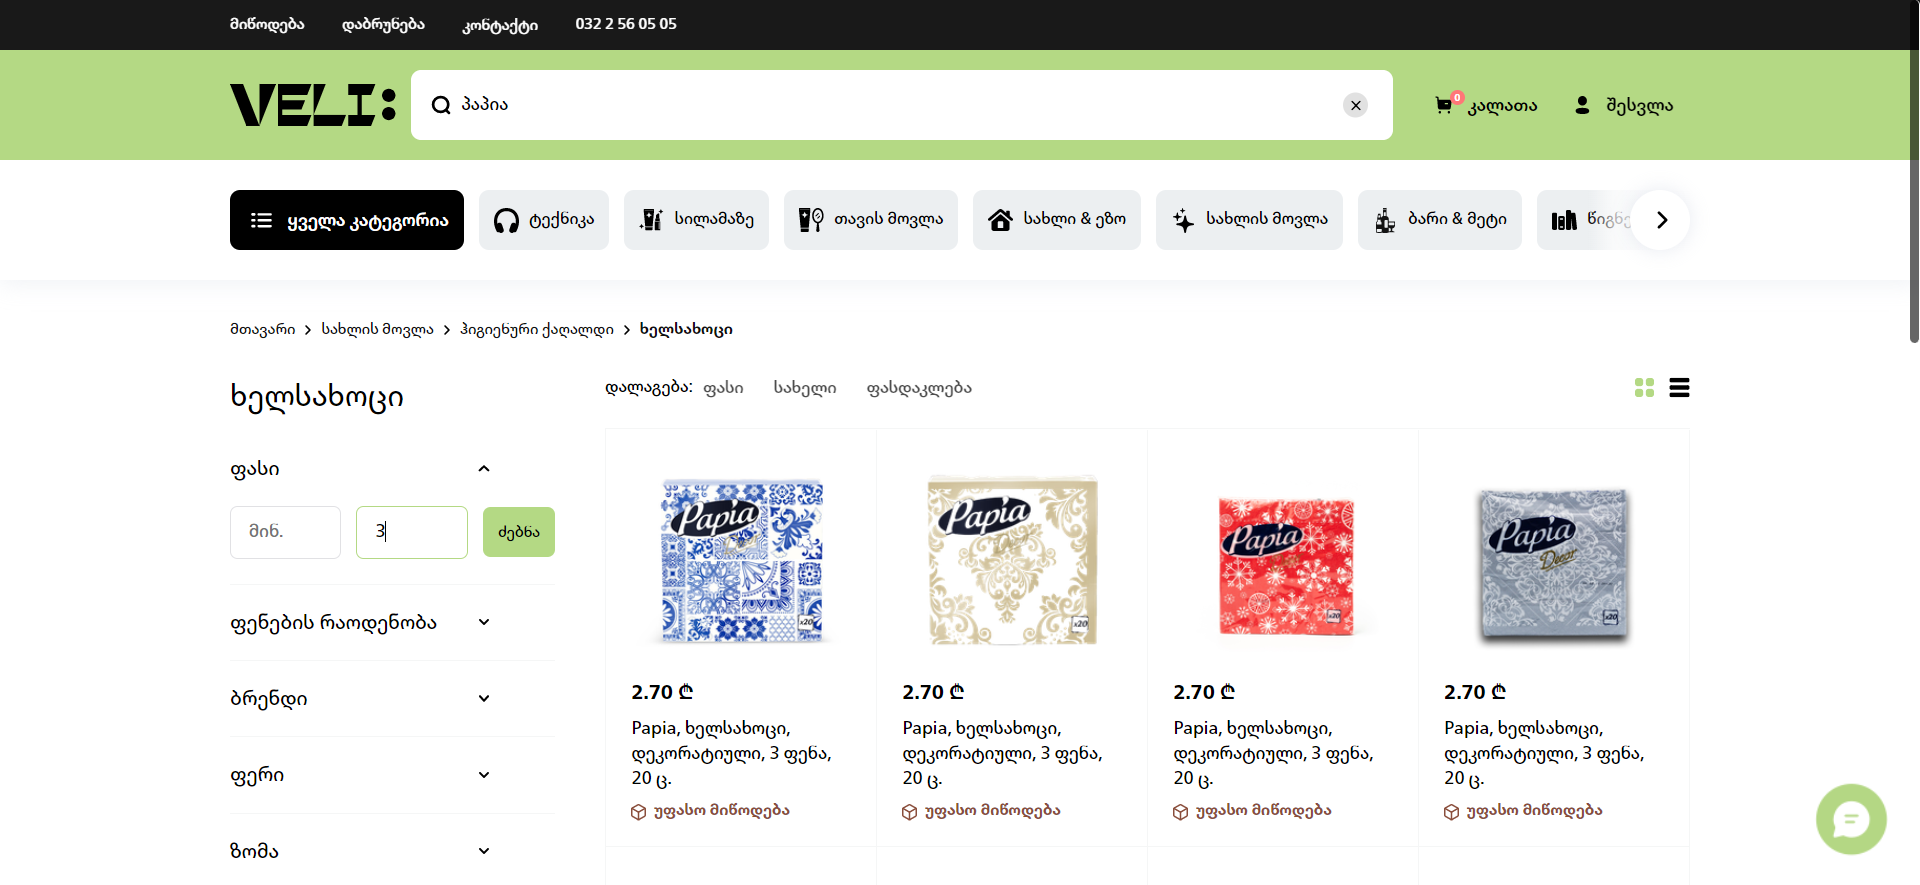 მიწოდება დაბრუნება კონტაქტი 032 2 56 05 05
VELI: პაპია 0 კალათა შესვლა
ყველა კატეგორია ტექნიკა სილამაზე თავის მოვლა სახლი & ეზო სახლის მოვლა ბარი & მეტი წიგნე
მთავარი > სახლის მოვლა > ჰიგიენური ქაღალდი > ხელსახოცი
ხელსახოცი
დალაგება: ფასი სახელი ფასდაკლება
ფასი
მინ. 3 ძებნა
ფენების რაოდენობა
ბრენდი
ფერი
ზომა
Papia x20
Papia Decor x20
Papia x20
Papia Decor x20
2.70 ₾ 2.70 ₾ 2.70 ₾ 2.70 ₾
Papia, ხელსახოცი, Papia, ხელსახოცი, Papia, ხელსახოცი, Papia, ხელსახოცი,
დეკორატიული, 3 ფენა, დეკორატიული, 3 ფენა, დეკორატიული, 3 ფენა, დეკორატიული, 3 ფენა,
20 ც. 20 ც. 20 ც. 20 ც.
უფასო მიწოდება უფასო მიწოდება უფასო მიწოდება უფასო მიწოდება